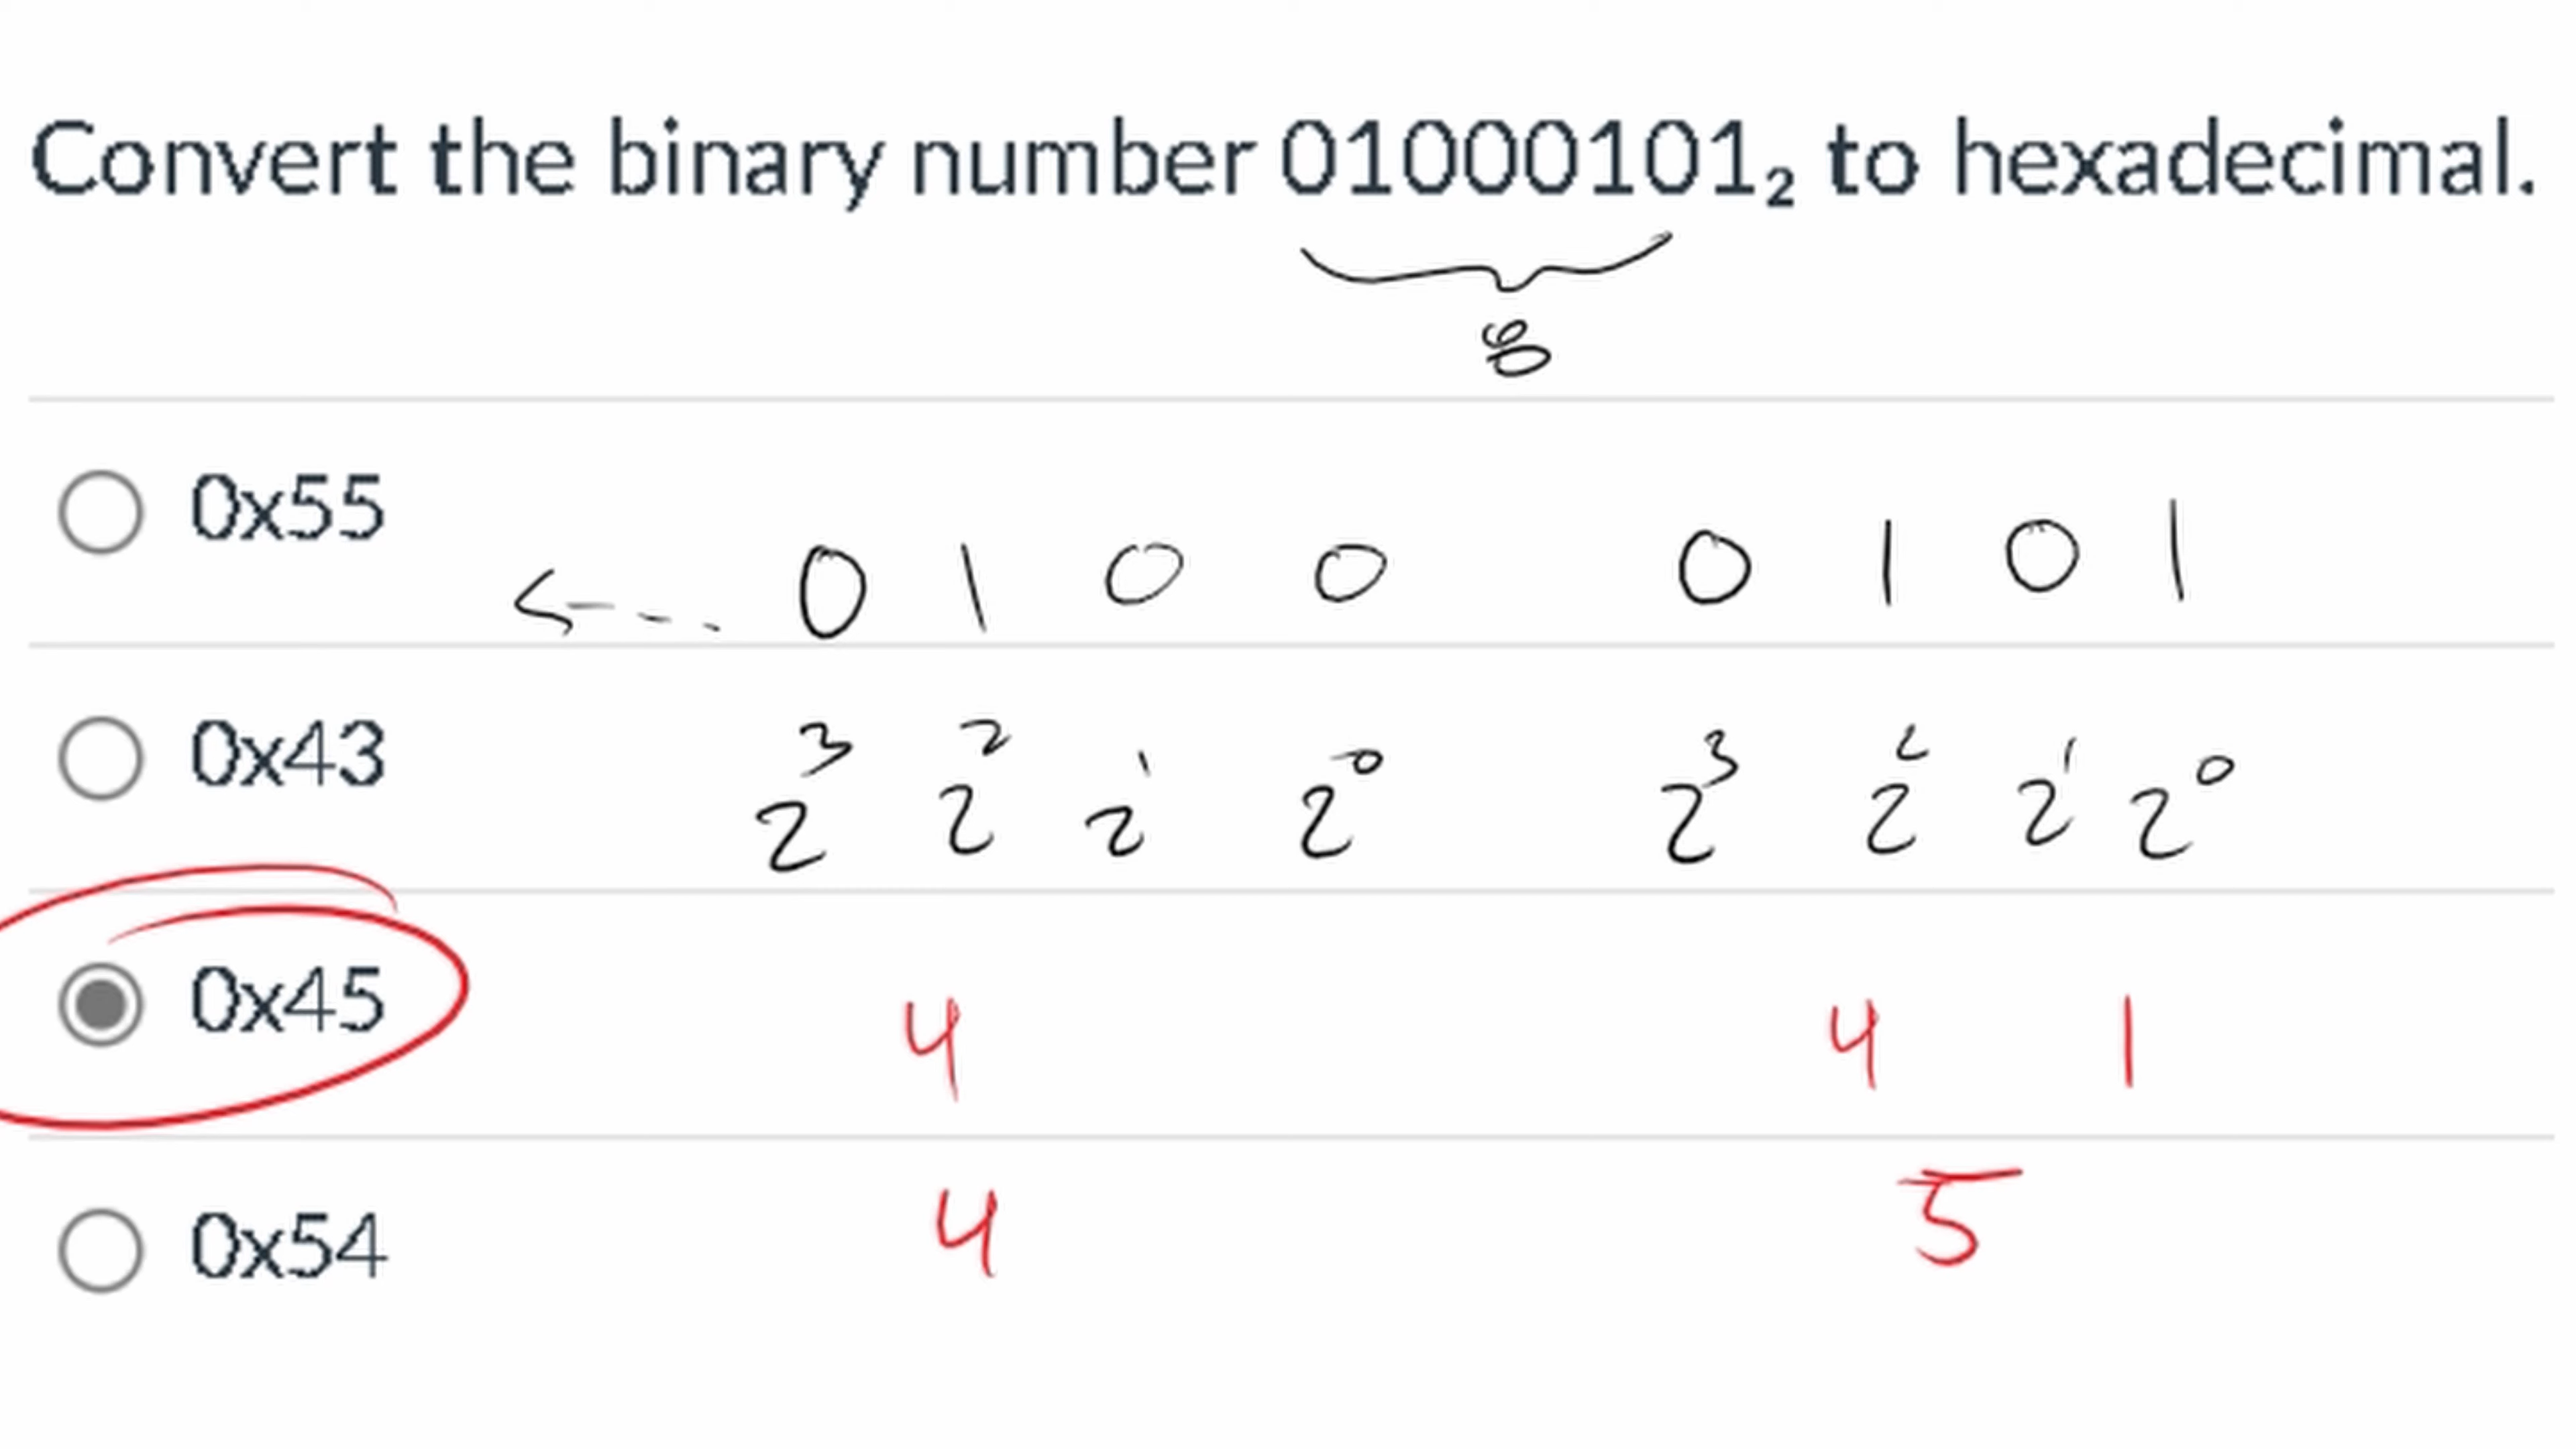 Convert the binary number 01000101₂ to hexadecimal.
8
0x55
0 1 0 0 0 1 0 1
0x43
2³ 2² 2¹ 2⁰ 2³ 2² 2¹ 2⁰
0x45
4 4 1
0x54
4 5